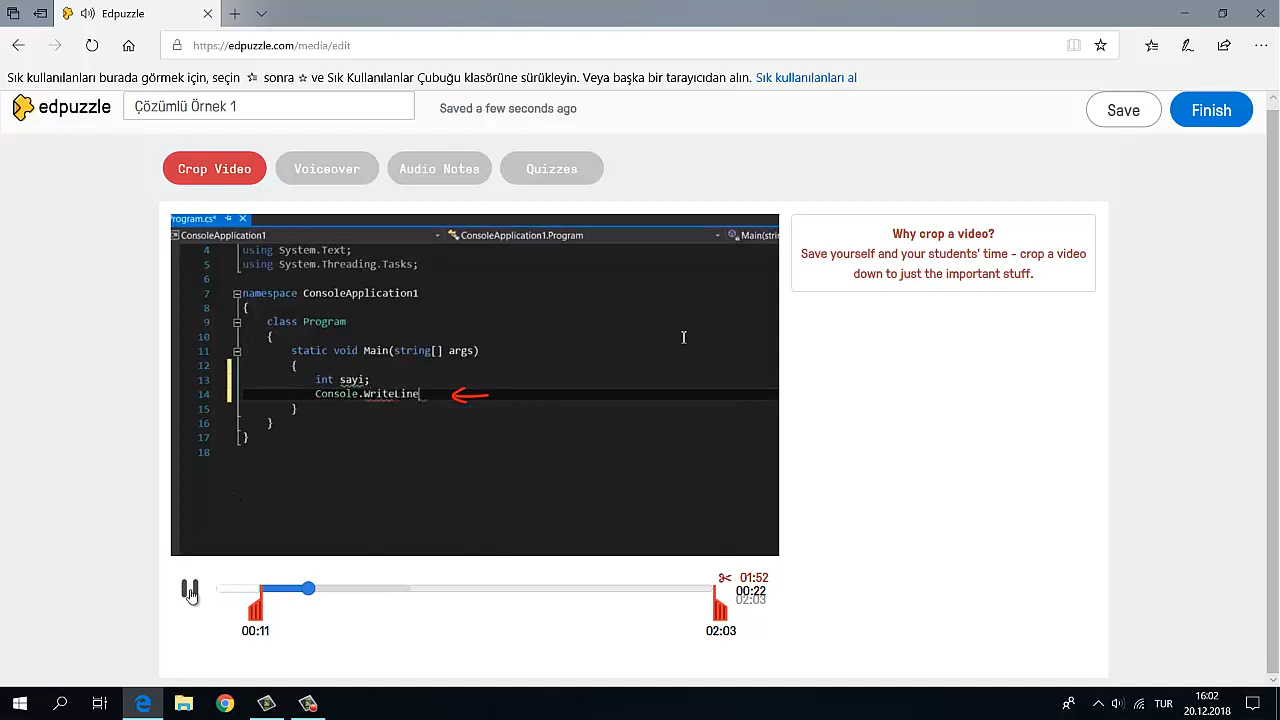 Edpuzzle
https://edpuzzle.com/media/edit
Sık kullanılanları burada görmek için, seçin ☆ sonra ☆ ve Sık Kullanılanlar Çubuğu klasörüne sürükleyin. Veya başka bir tarayıcıdan alın. Sık kullanılanları al
edpuzzle Çözümlü Örnek 1 Saved a few seconds ago Save Finish
Crop Video Voiceover Audio Notes Quizzes
rogram.cs*
ConsoleApplication1 ConsoleApplication1.Program Main(strin
4 using System.Text;
5 using System.Threading.Tasks;
6
7 namespace ConsoleApplication1
8 {
9 class Program
10 {
11 static void Main(string[] args)
12 {
13 int sayi;
14 Console.WriteLine
15 }
16 }
17 }
18
Why crop a video?
Save yourself and your students' time - crop a video
down to just the important stuff.
01:52
00:22
02:03
00:11 02:03
TUR
16:02
20.12.2018